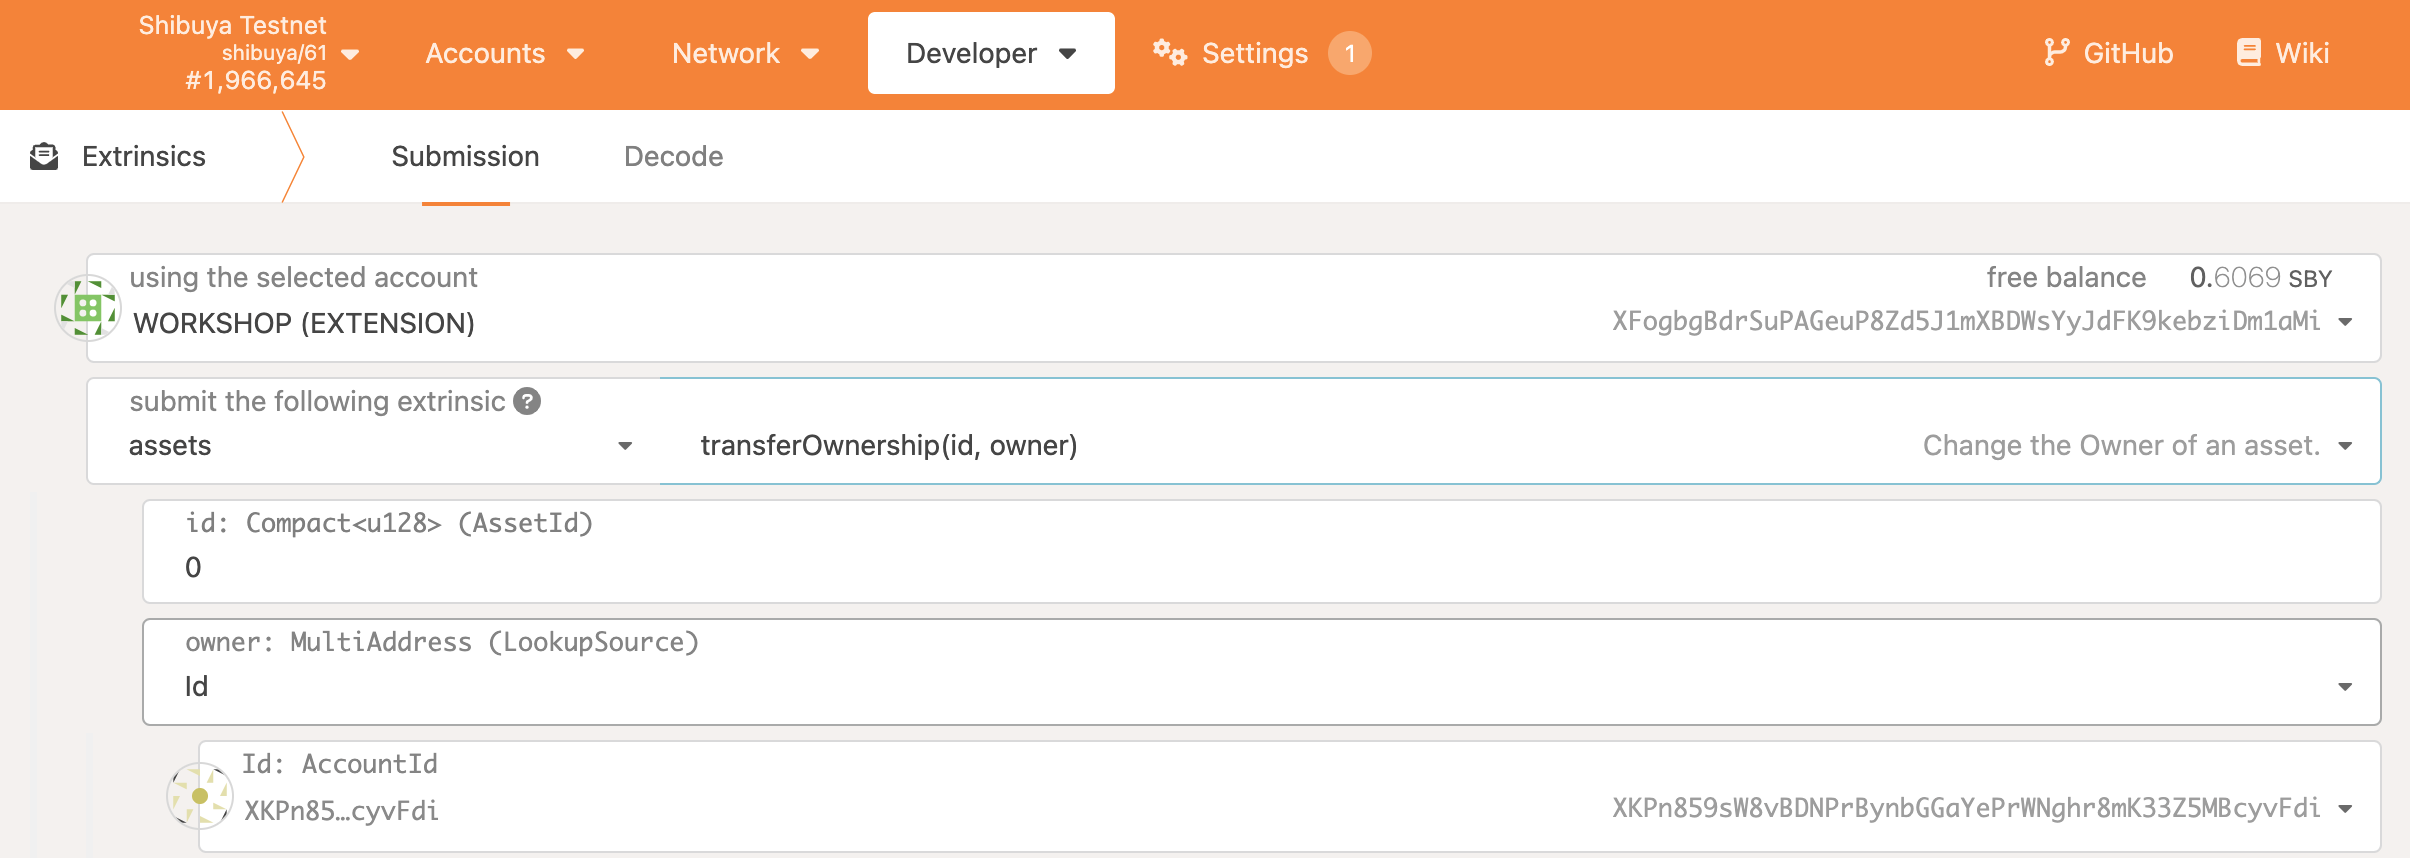 Shibuya Testnet
shibuya/61
#1,966,645
Accounts
Network
Developer
Settings
1
GitHub
Wiki
Extrinsics
Submission
Decode
using the selected account
free balance 0.6069 SBY
WORKSHOP (EXTENSION)
XFogbgBdrSuPAGeuP8Zd5J1mXBDWsYyJdFK9kebziDm1aMi
submit the following extrinsic ?
assets
transferOwnership(id, owner)
Change the Owner of an asset.
id: Compact<u128> (AssetId)
0
owner: MultiAddress (LookupSource)
Id
Id: AccountId
XKPn85…cyvFdi
XKPn859sW8vBDNPrBynbGGaYePrWNghr8mK33Z5MBcyvFdi